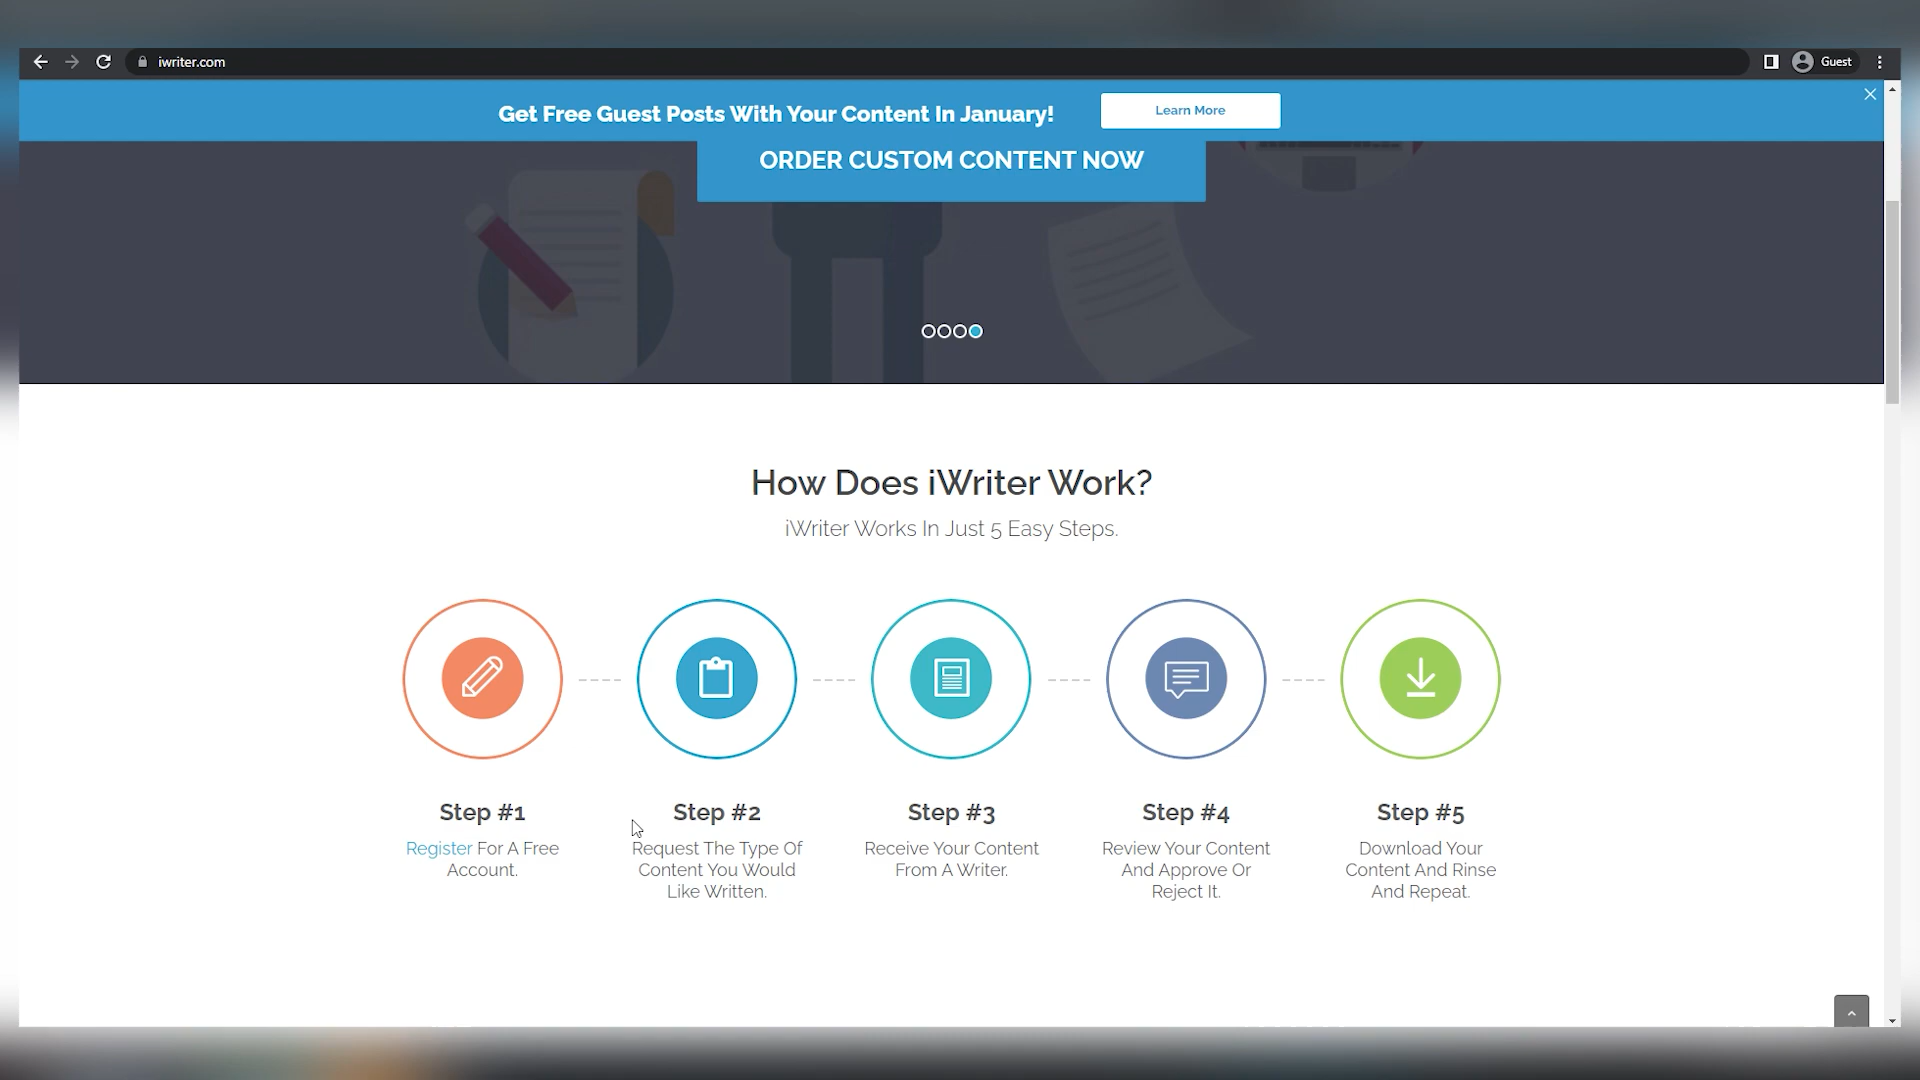 iwriter.com
Guest
Get Free Guest Posts With Your Content In January!
Learn More
ORDER CUSTOM CONTENT NOW
How Does iWriter Work?
iWriter Works In Just 5 Easy Steps.
Step #1
Register For A Free
Account.
Step #2
Request The Type Of
Content You Would
Like Written.
Step #3
Receive Your Content
From A Writer.
Step #4
Review Your Content
And Approve Or
Reject It.
Step #5
Download Your
Content And Rinse
And Repeat.